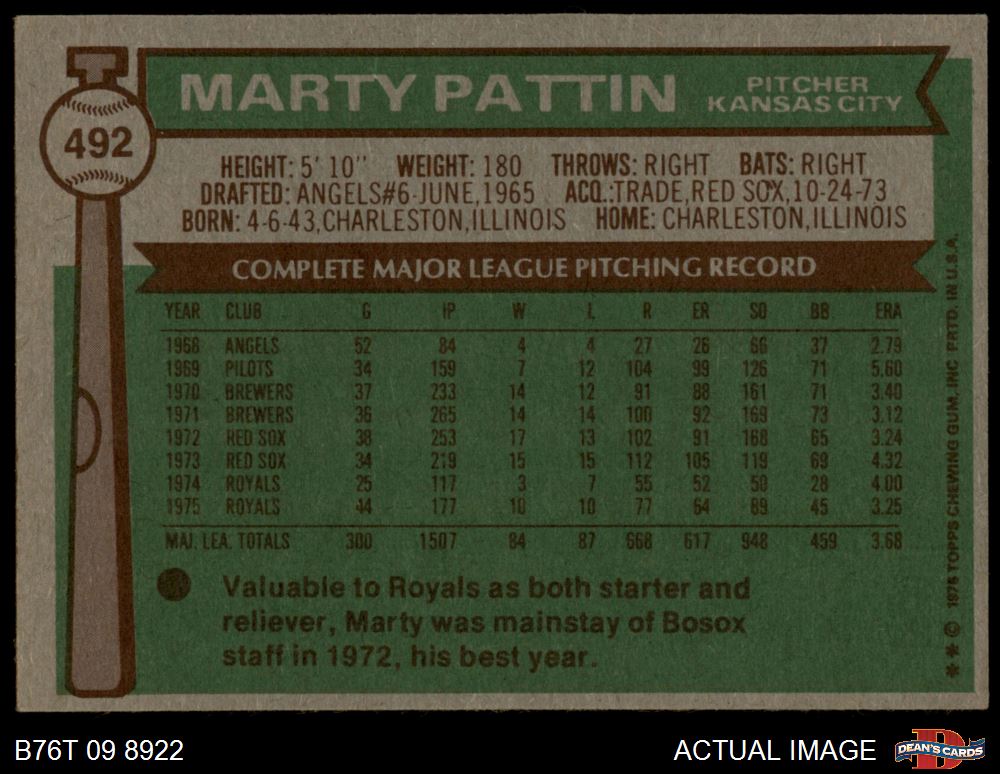 492
MARTY PATTIN
PITCHER
KANSAS CITY
HEIGHT: 5' 10" WEIGHT: 180 THROWS: RIGHT BATS: RIGHT
DRAFTED: ANGELS#6-JUNE,1965 ACQ.:TRADE,RED SOX,10-24-73
BORN: 4-6-43,CHARLESTON,ILLINOIS HOME: CHARLESTON,ILLINOIS
COMPLETE MAJOR LEAGUE PITCHING RECORD
YEAR CLUB G IP W L R ER SO BB ERA
1968 ANGELS 52 84 4 4 27 26 66 37 2.79
1969 PILOTS 34 159 7 12 104 99 126 71 5.60
1970 BREWERS 37 233 14 12 91 88 161 71 3.40
1971 BREWERS 36 265 14 14 100 92 169 73 3.12
1972 RED SOX 38 253 17 13 102 91 168 65 3.24
1973 RED SOX 34 219 15 15 112 105 119 69 4.32
1974 ROYALS 25 117 3 7 55 52 50 28 4.00
1975 ROYALS 44 177 10 10 77 64 89 45 3.25
MAJ. LEA. TOTALS 300 1507 84 87 668 617 948 459 3.68
Valuable to Royals as both starter and
reliever, Marty was mainstay of Bosox
staff in 1972, his best year.
** © 1976 TOPPS CHEWING GUM, INC PRTD. IN U.S.A.
B76T 09 8922
ACTUAL IMAGE
DEAN'S CARDS